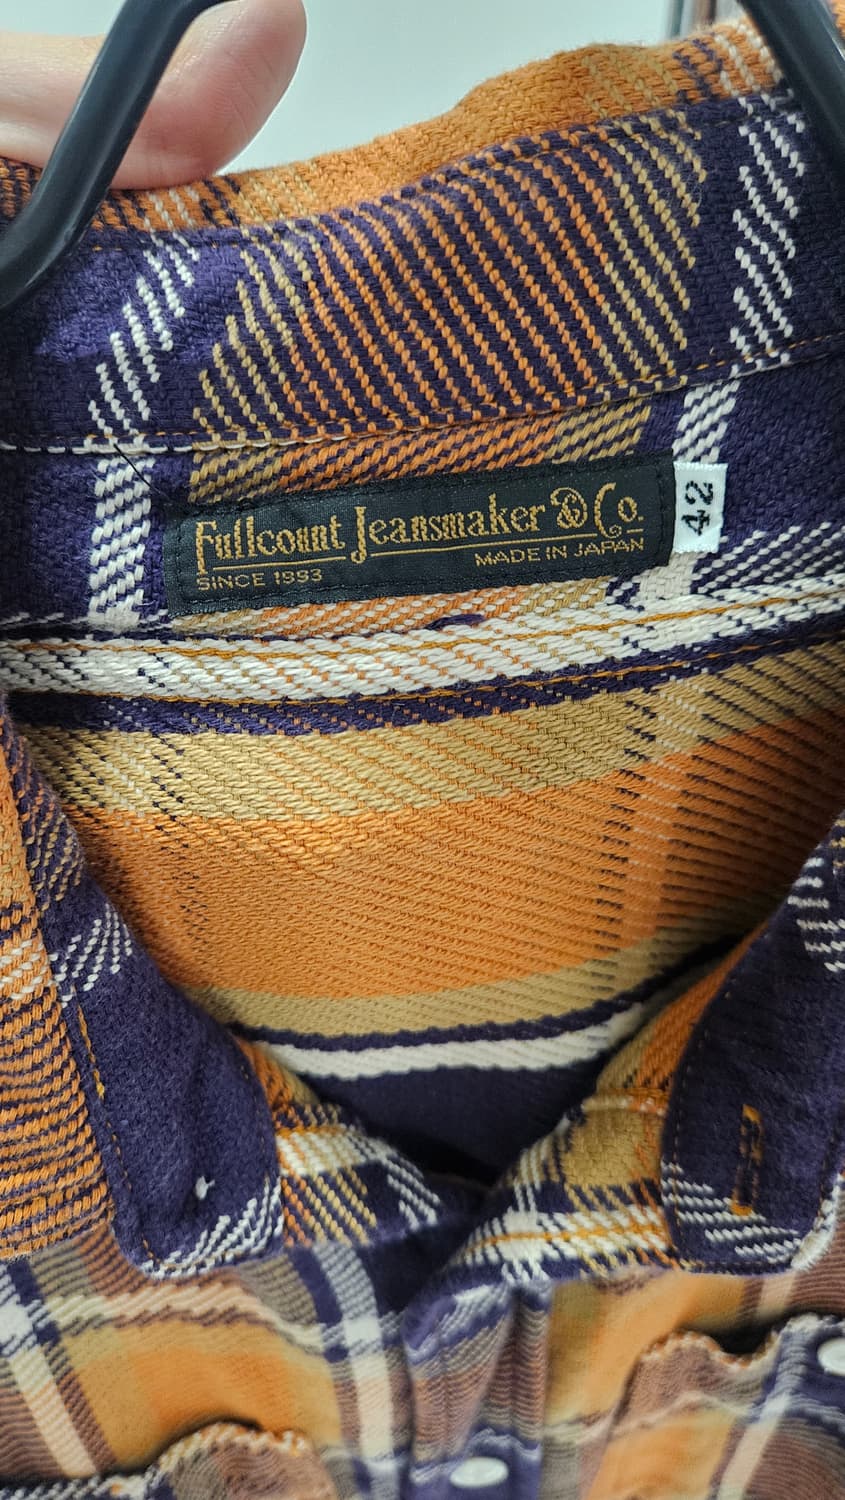 Fullcount Jeansmaker & Co.
SINCE 1993 MADE IN JAPAN
42